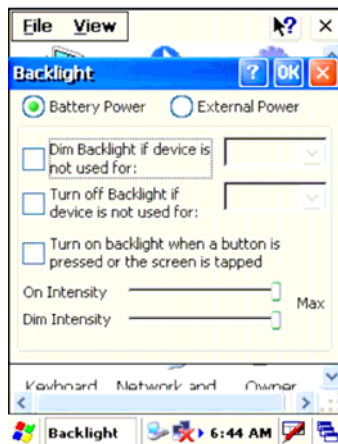 File View ? ×
Backlight ? OK ×
Battery Power External Power
Dim Backlight if device is
not used for:
Turn off Backlight if
device is not used for:
Turn on backlight when a button is
pressed or the screen is tapped
On Intensity
Max
Dim Intensity
Keyboard Network and Owner
Backlight 6:44 AM